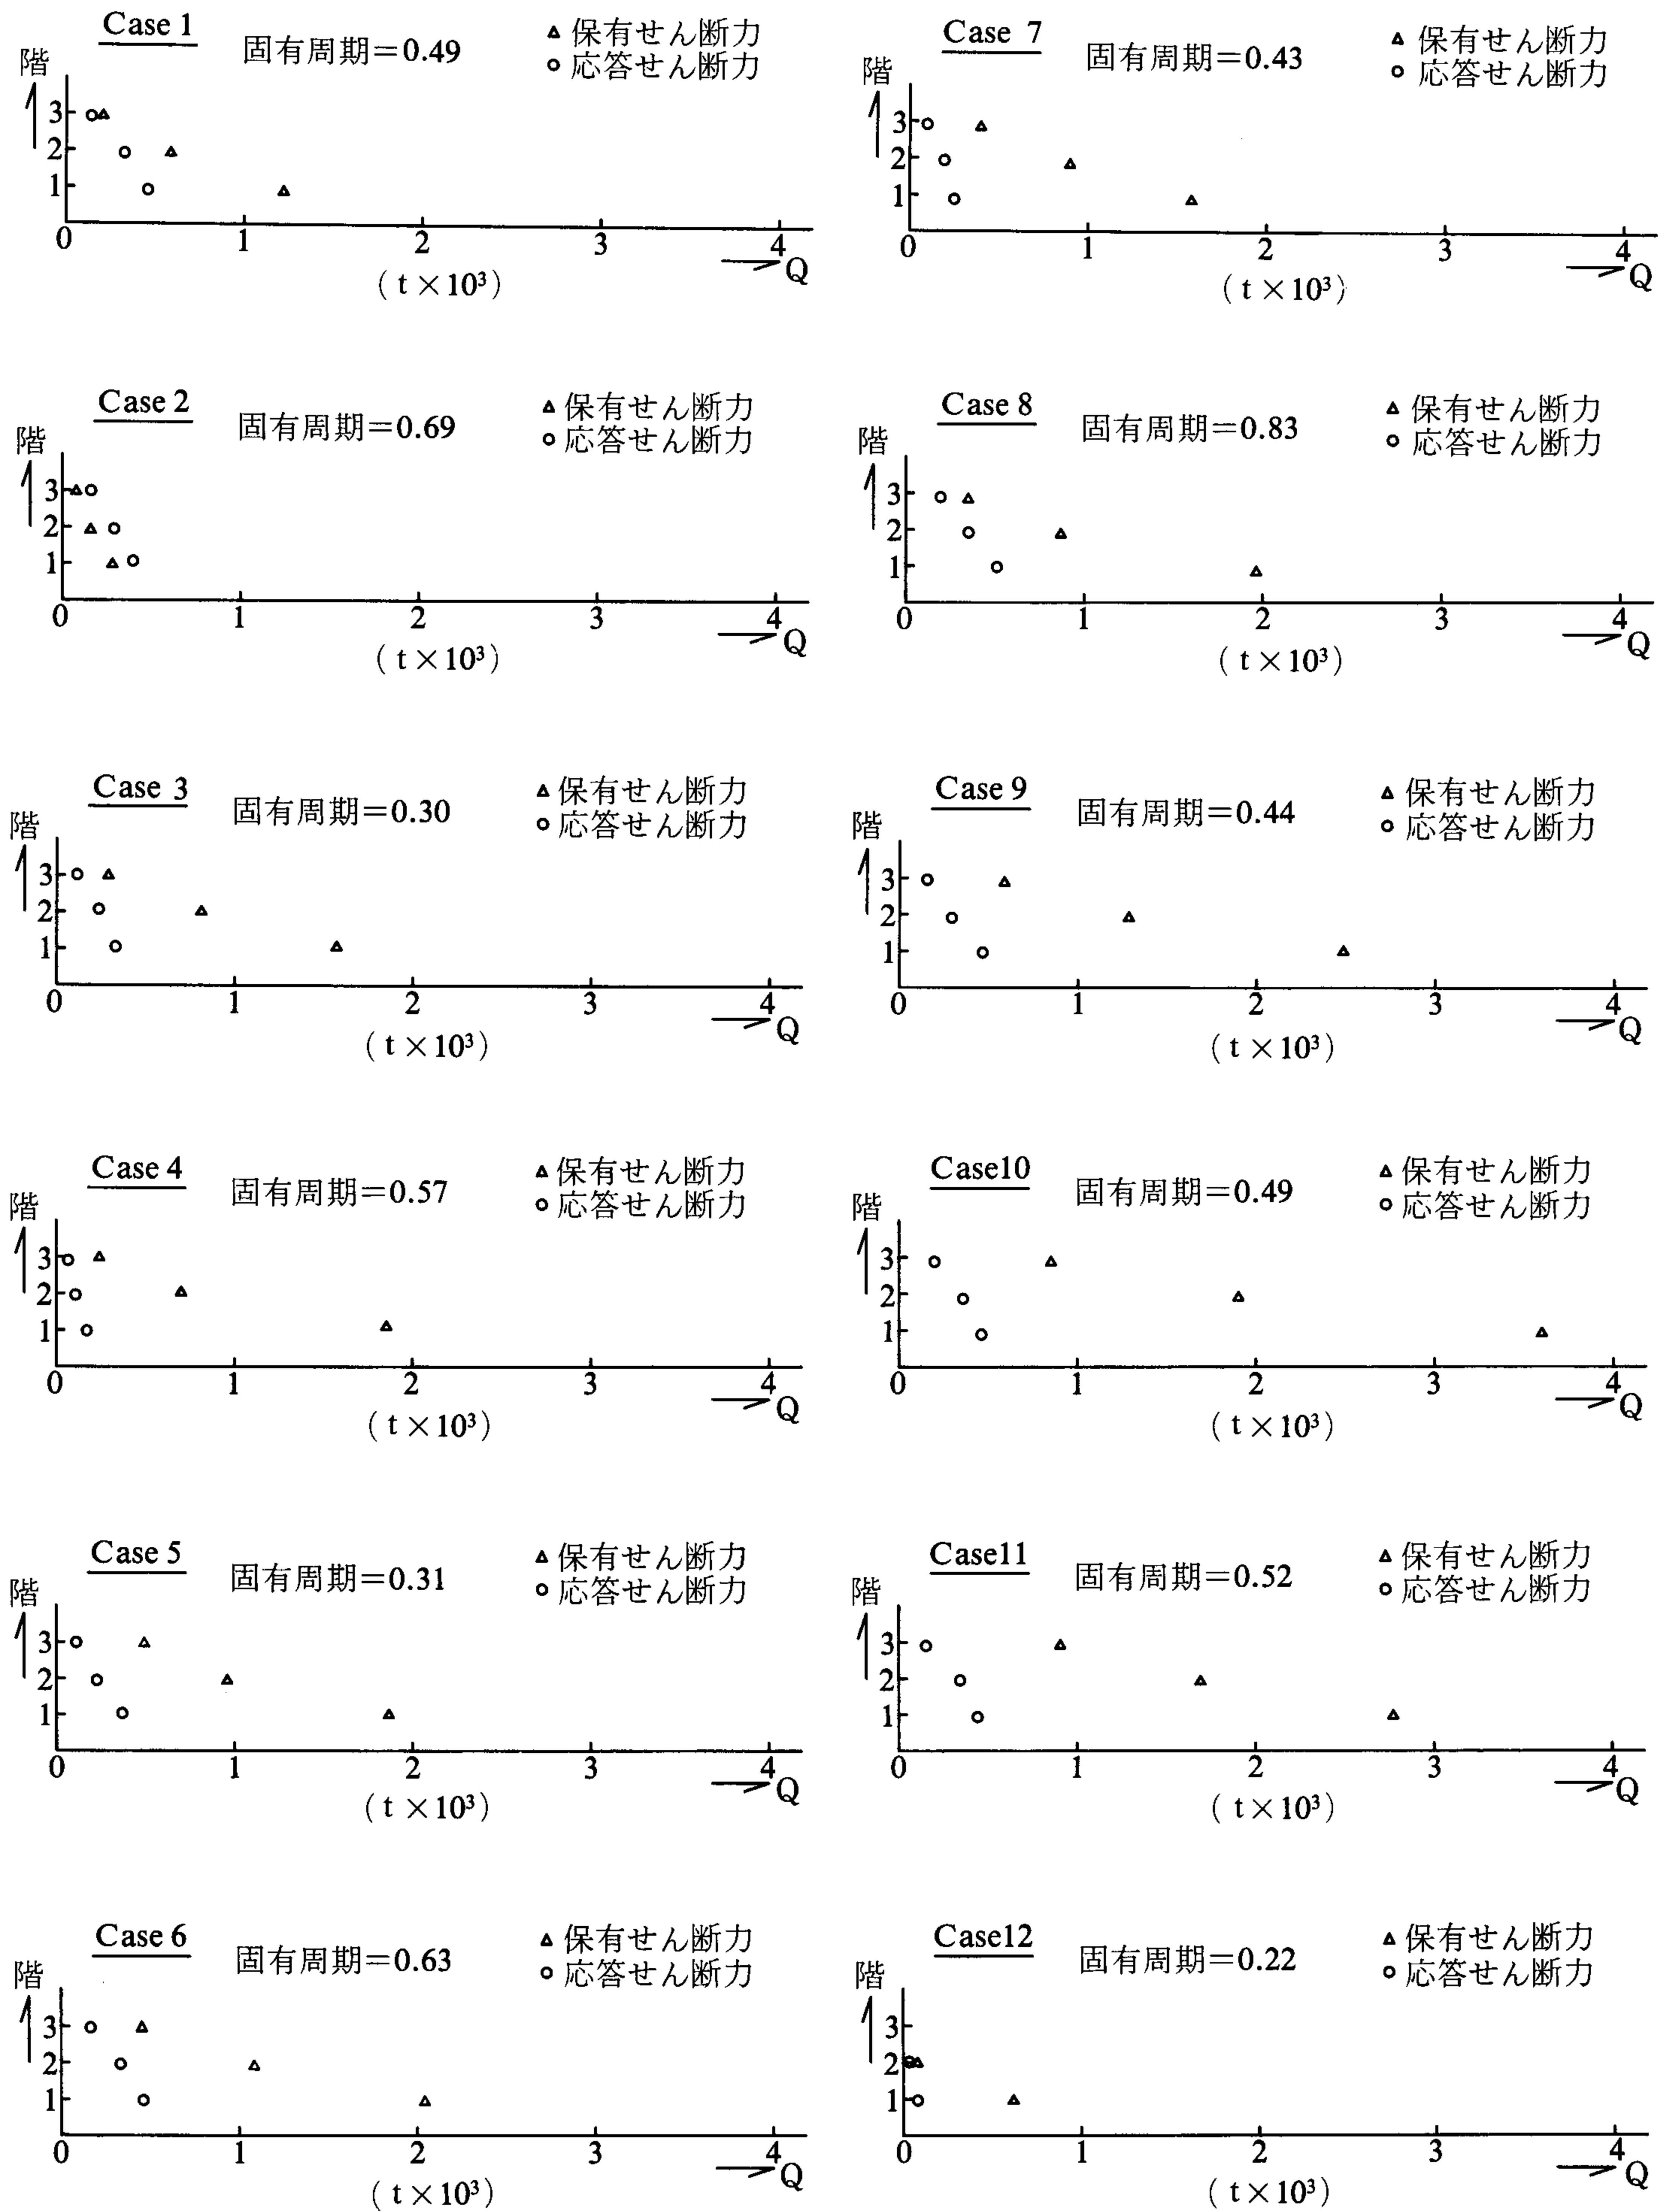 Case 1
固有周期=0.49
△ 保有せん断力
○ 応答せん断力
階
3
2
1
0 1 2 3 4
Q
(t×10³)
Case 2
固有周期=0.69
△ 保有せん断力
○ 応答せん断力
階
3
2
1
0 1 2 3 4
Q
(t×10³)
Case 3
固有周期=0.30
△ 保有せん断力
○ 応答せん断力
階
3
2
1
0 1 2 3 4
Q
(t×10³)
Case 4
固有周期=0.57
△ 保有せん断力
○ 応答せん断力
階
3
2
1
0 1 2 3 4
Q
(t×10³)
Case 5
固有周期=0.31
△ 保有せん断力
○ 応答せん断力
階
3
2
1
0 1 2 3 4
Q
(t×10³)
Case 6
固有周期=0.63
△ 保有せん断力
○ 応答せん断力
階
3
2
1
0 1 2 3 4
Q
(t×10³)
Case 7
固有周期=0.43
△ 保有せん断力
○ 応答せん断力
階
3
2
1
0 1 2 3 4
Q
(t×10³)
Case 8
固有周期=0.83
△ 保有せん断力
○ 応答せん断力
階
3
2
1
0 1 2 3 4
Q
(t×10³)
Case 9
固有周期=0.44
△ 保有せん断力
○ 応答せん断力
階
3
2
1
0 1 2 3 4
Q
(t×10³)
Case10
固有周期=0.49
△ 保有せん断力
○ 応答せん断力
階
3
2
1
0 1 2 3 4
Q
(t×10³)
Case11
固有周期=0.52
△ 保有せん断力
○ 応答せん断力
階
3
2
1
0 1 2 3 4
Q
(t×10³)
Case12
固有周期=0.22
△ 保有せん断力
○ 応答せん断力
階
3
2
1
0 1 2 3 4
Q
(t×10³)